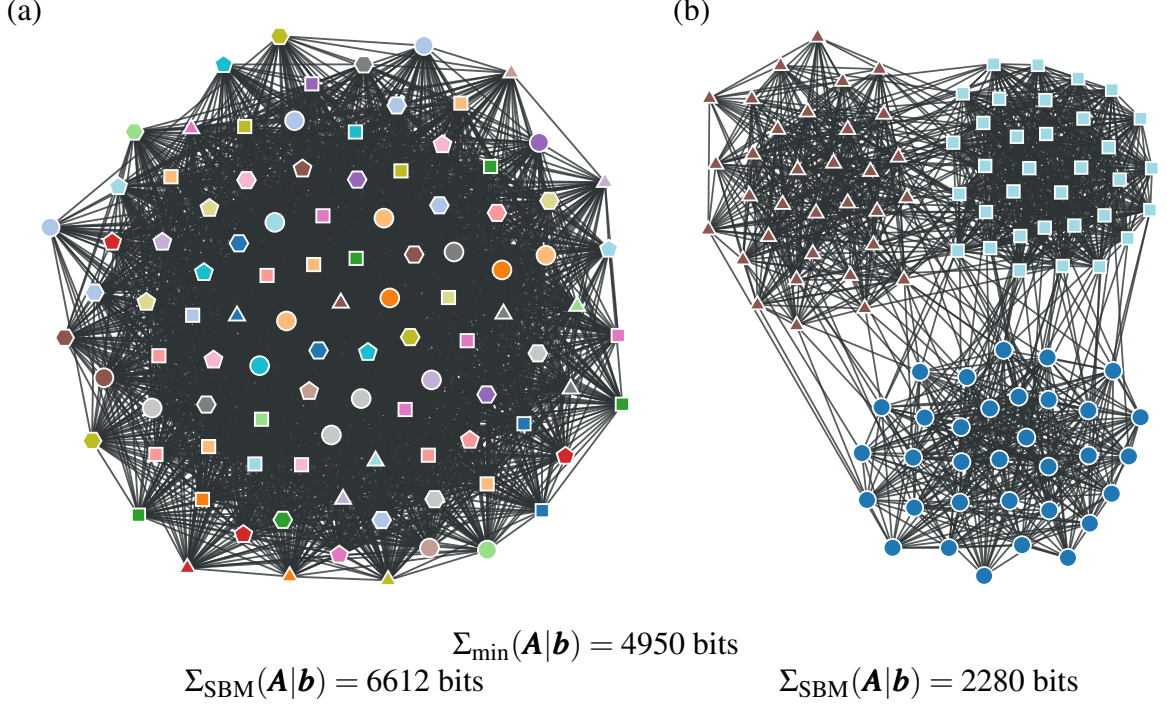 (a)
(b)
Σmin(A|b) = 4950 bits
ΣSBM(A|b) = 6612 bits
ΣSBM(A|b) = 2280 bits